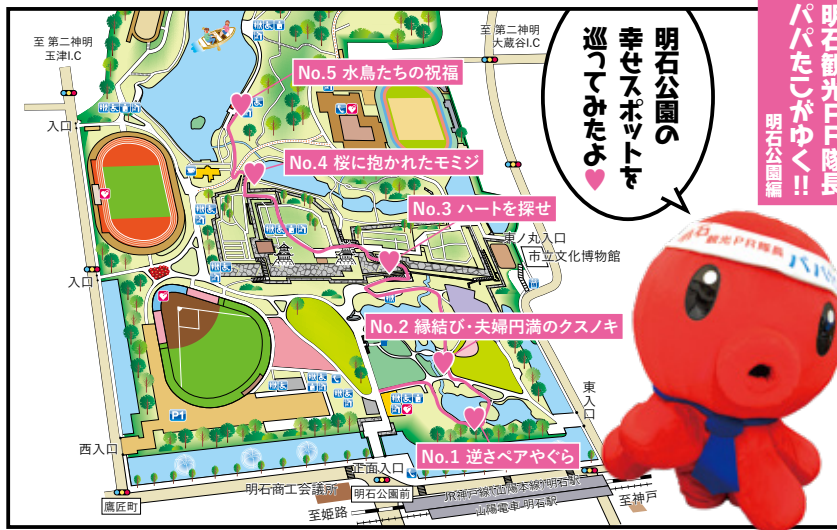 明石観光PR隊長
パパたこがゆく!!
明石公園編
明石公園の
幸せスポットを
巡ってみたよ♥
至 第二神明
玉津I.C
至 第二神明
大蔵谷I.C
No.5 水鳥たちの祝福
入口
No.4 桜に抱かれたモミジ
No.3 ハートを探せ
東ノ丸入口
市立文化博物館
入口
No.2 縁結び・夫婦円満のクスノキ
P1
東入口
No.1 逆さペアやぐら
西入口
正面入口
明石商工会議所
明石公園前
JR神戸線(山陽本線)明石駅
山陽電車 明石駅
鷹匠町
至姫路
至神戸
明石観光PR隊長